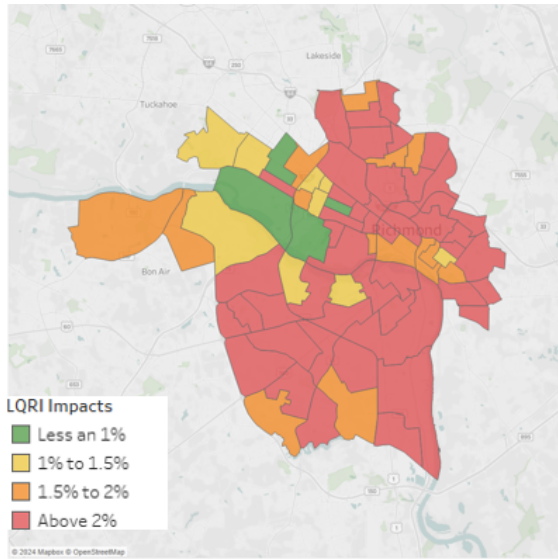 Lakeside
Tuckahoe
Richmond
Bon Air
LQRI Impacts
Less an 1%
1% to 1.5%
1.5% to 2%
Above 2%
© 2024 Mapbox © OpenStreetMap